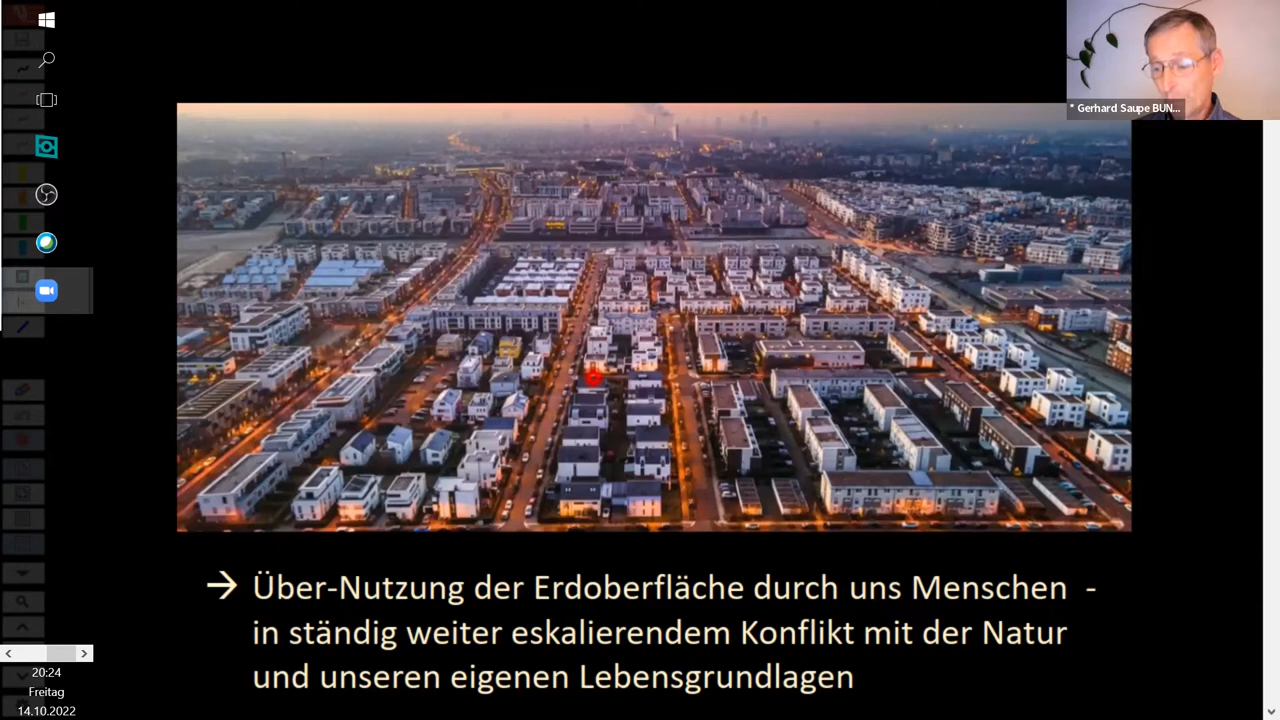 * Gerhard Saupe BUN...
→ Über-Nutzung der Erdoberfläche durch uns Menschen -
in ständig weiter eskalierendem Konflikt mit der Natur
und unseren eigenen Lebensgrundlagen
20:24
Freitag
14.10.2022